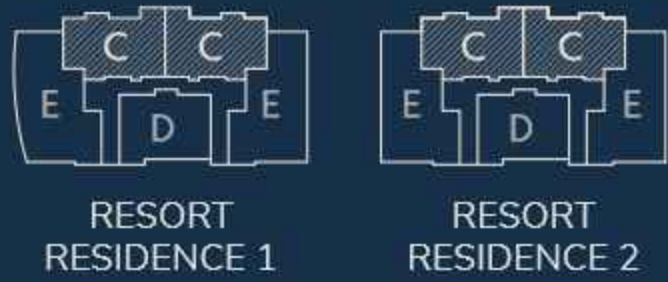 C C
E D E
RESORT
RESIDENCE 1
C C
E D E
RESORT
RESIDENCE 2